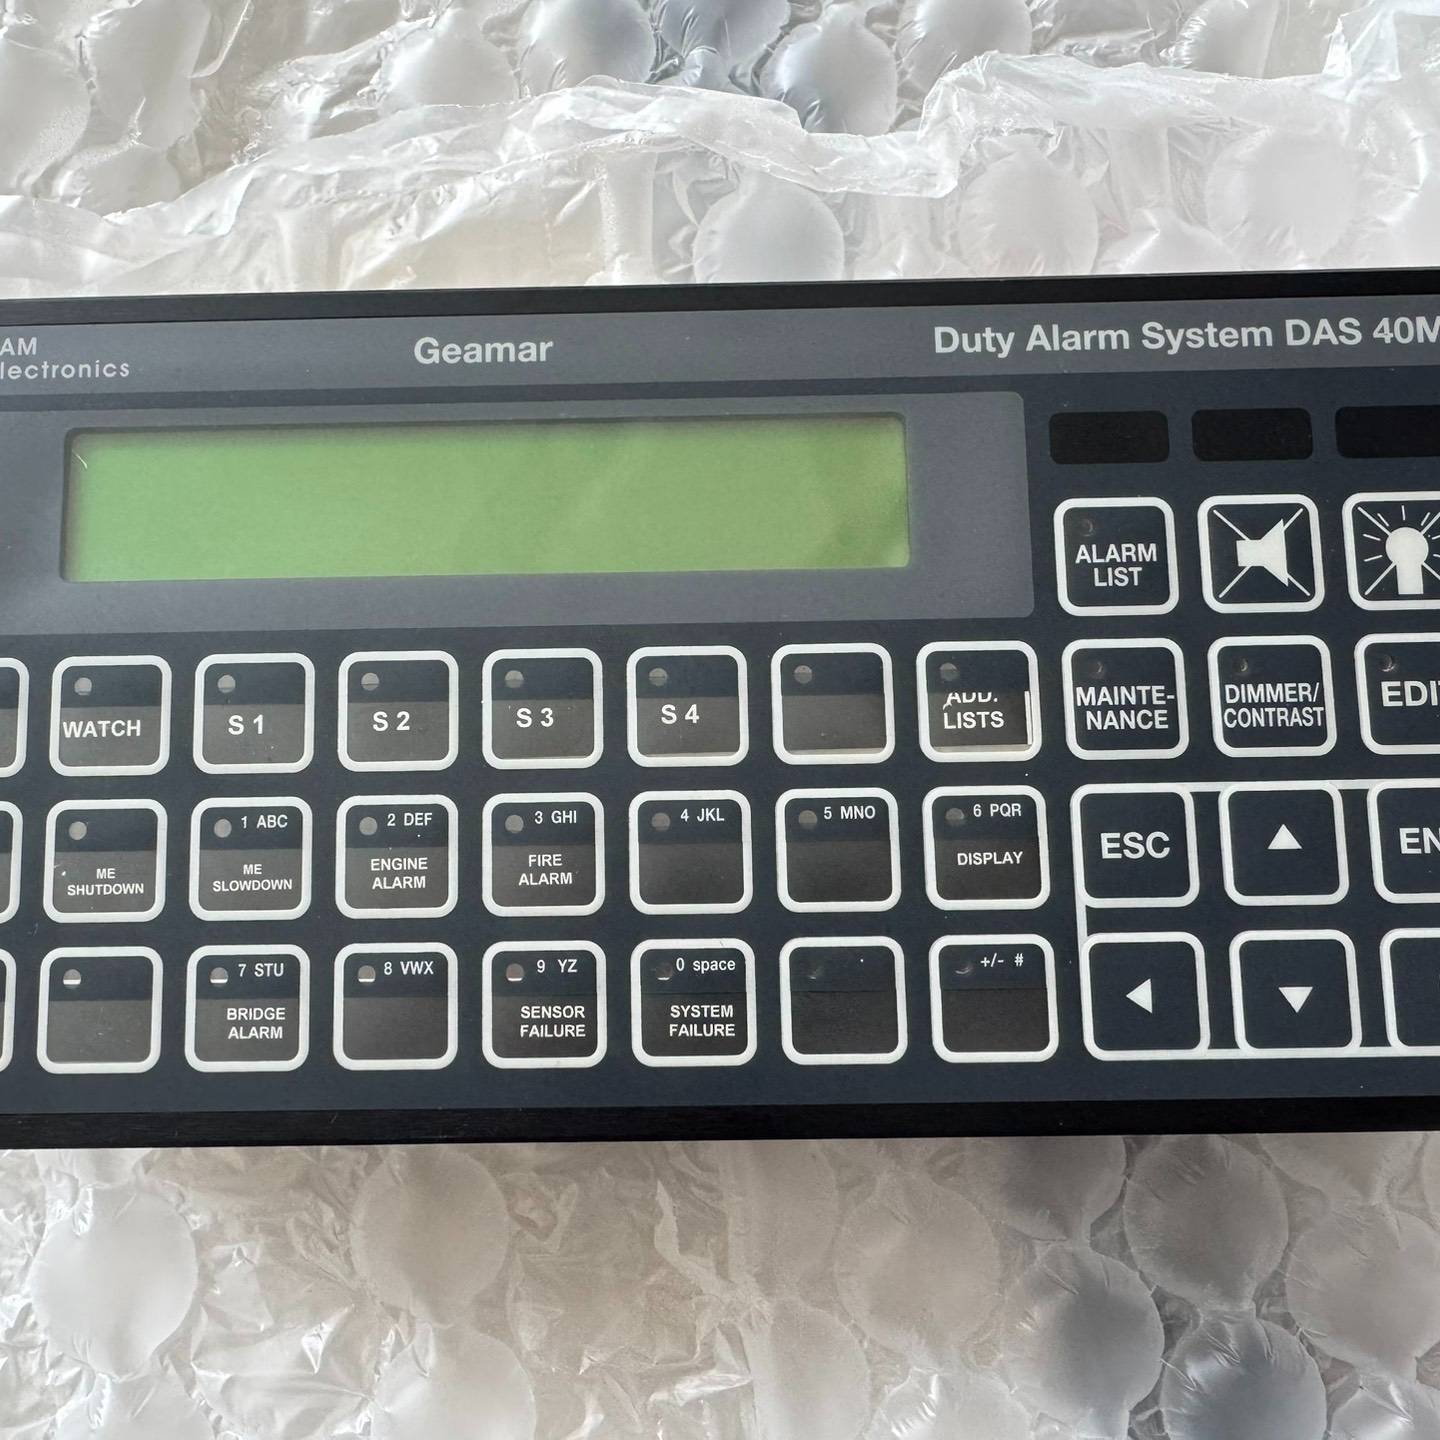 AM
lectronics
Geamar
Duty Alarm System DAS 40M
ALARM
LIST
WATCH
S 1
S 2
S 3
S 4
ADD.
LISTS
MAINTE-
NANCE
DIMMER/
CONTRAST
EDIT
ME
SHUTDOWN
1 ABC
ME
SLOWDOWN
2 DEF
ENGINE
ALARM
3 GHI
FIRE
ALARM
4 JKL
5 MNO
6 PQR
DISPLAY
ESC
EN
7 STU
BRIDGE
ALARM
8 VWX
9 YZ
SENSOR
FAILURE
0 space
SYSTEM
FAILURE
.
+/- #